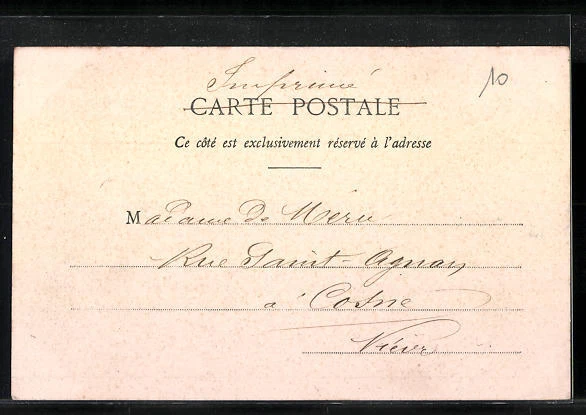 Imprimé
10
CARTE POSTALE
Ce côté est exclusivement réservé à l'adresse
Madame de Meru
Rue Saint-Agnan
à Cosne
Nièvre